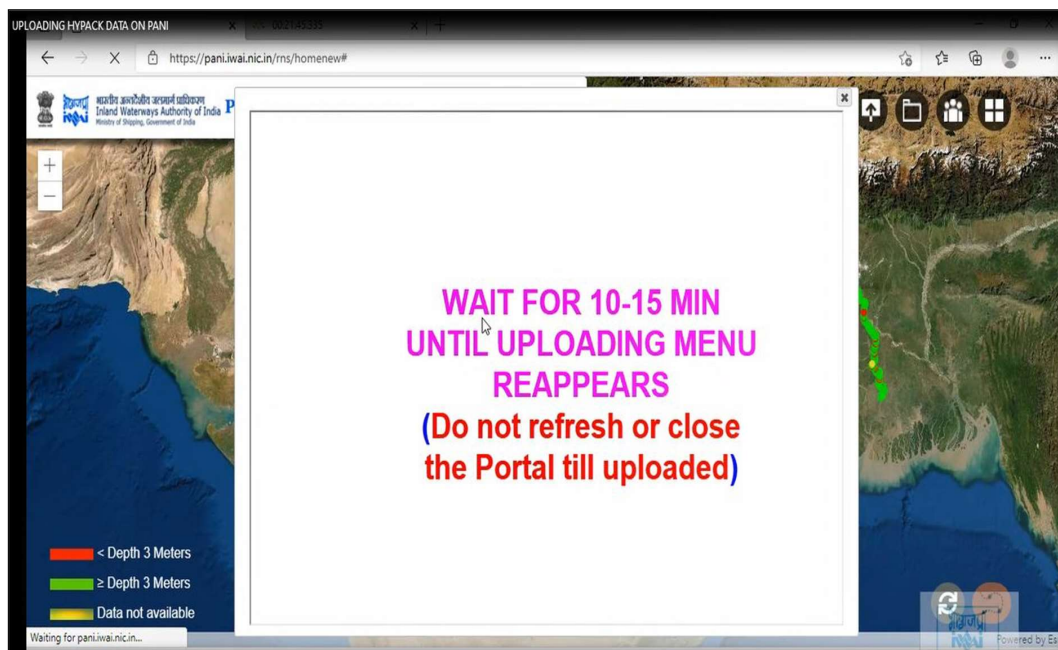 UPLOADING HYPACK DATA ON PANI
https://pani.iwai.nic.in/rns/homenew#
भारतीय अन्तर्देशीय जलमार्ग प्राधिकरण
Inland Waterways Authority of India P
Ministry of Shipping, Government of India
WAIT FOR 10-15 MIN
UNTIL UPLOADING MENU
REAPPEARS
(Do not refresh or close
the Portal till uploaded)
< Depth 3 Meters
≥ Depth 3 Meters
Data not available
Waiting for pani.iwai.nic.in...
Powered by Es